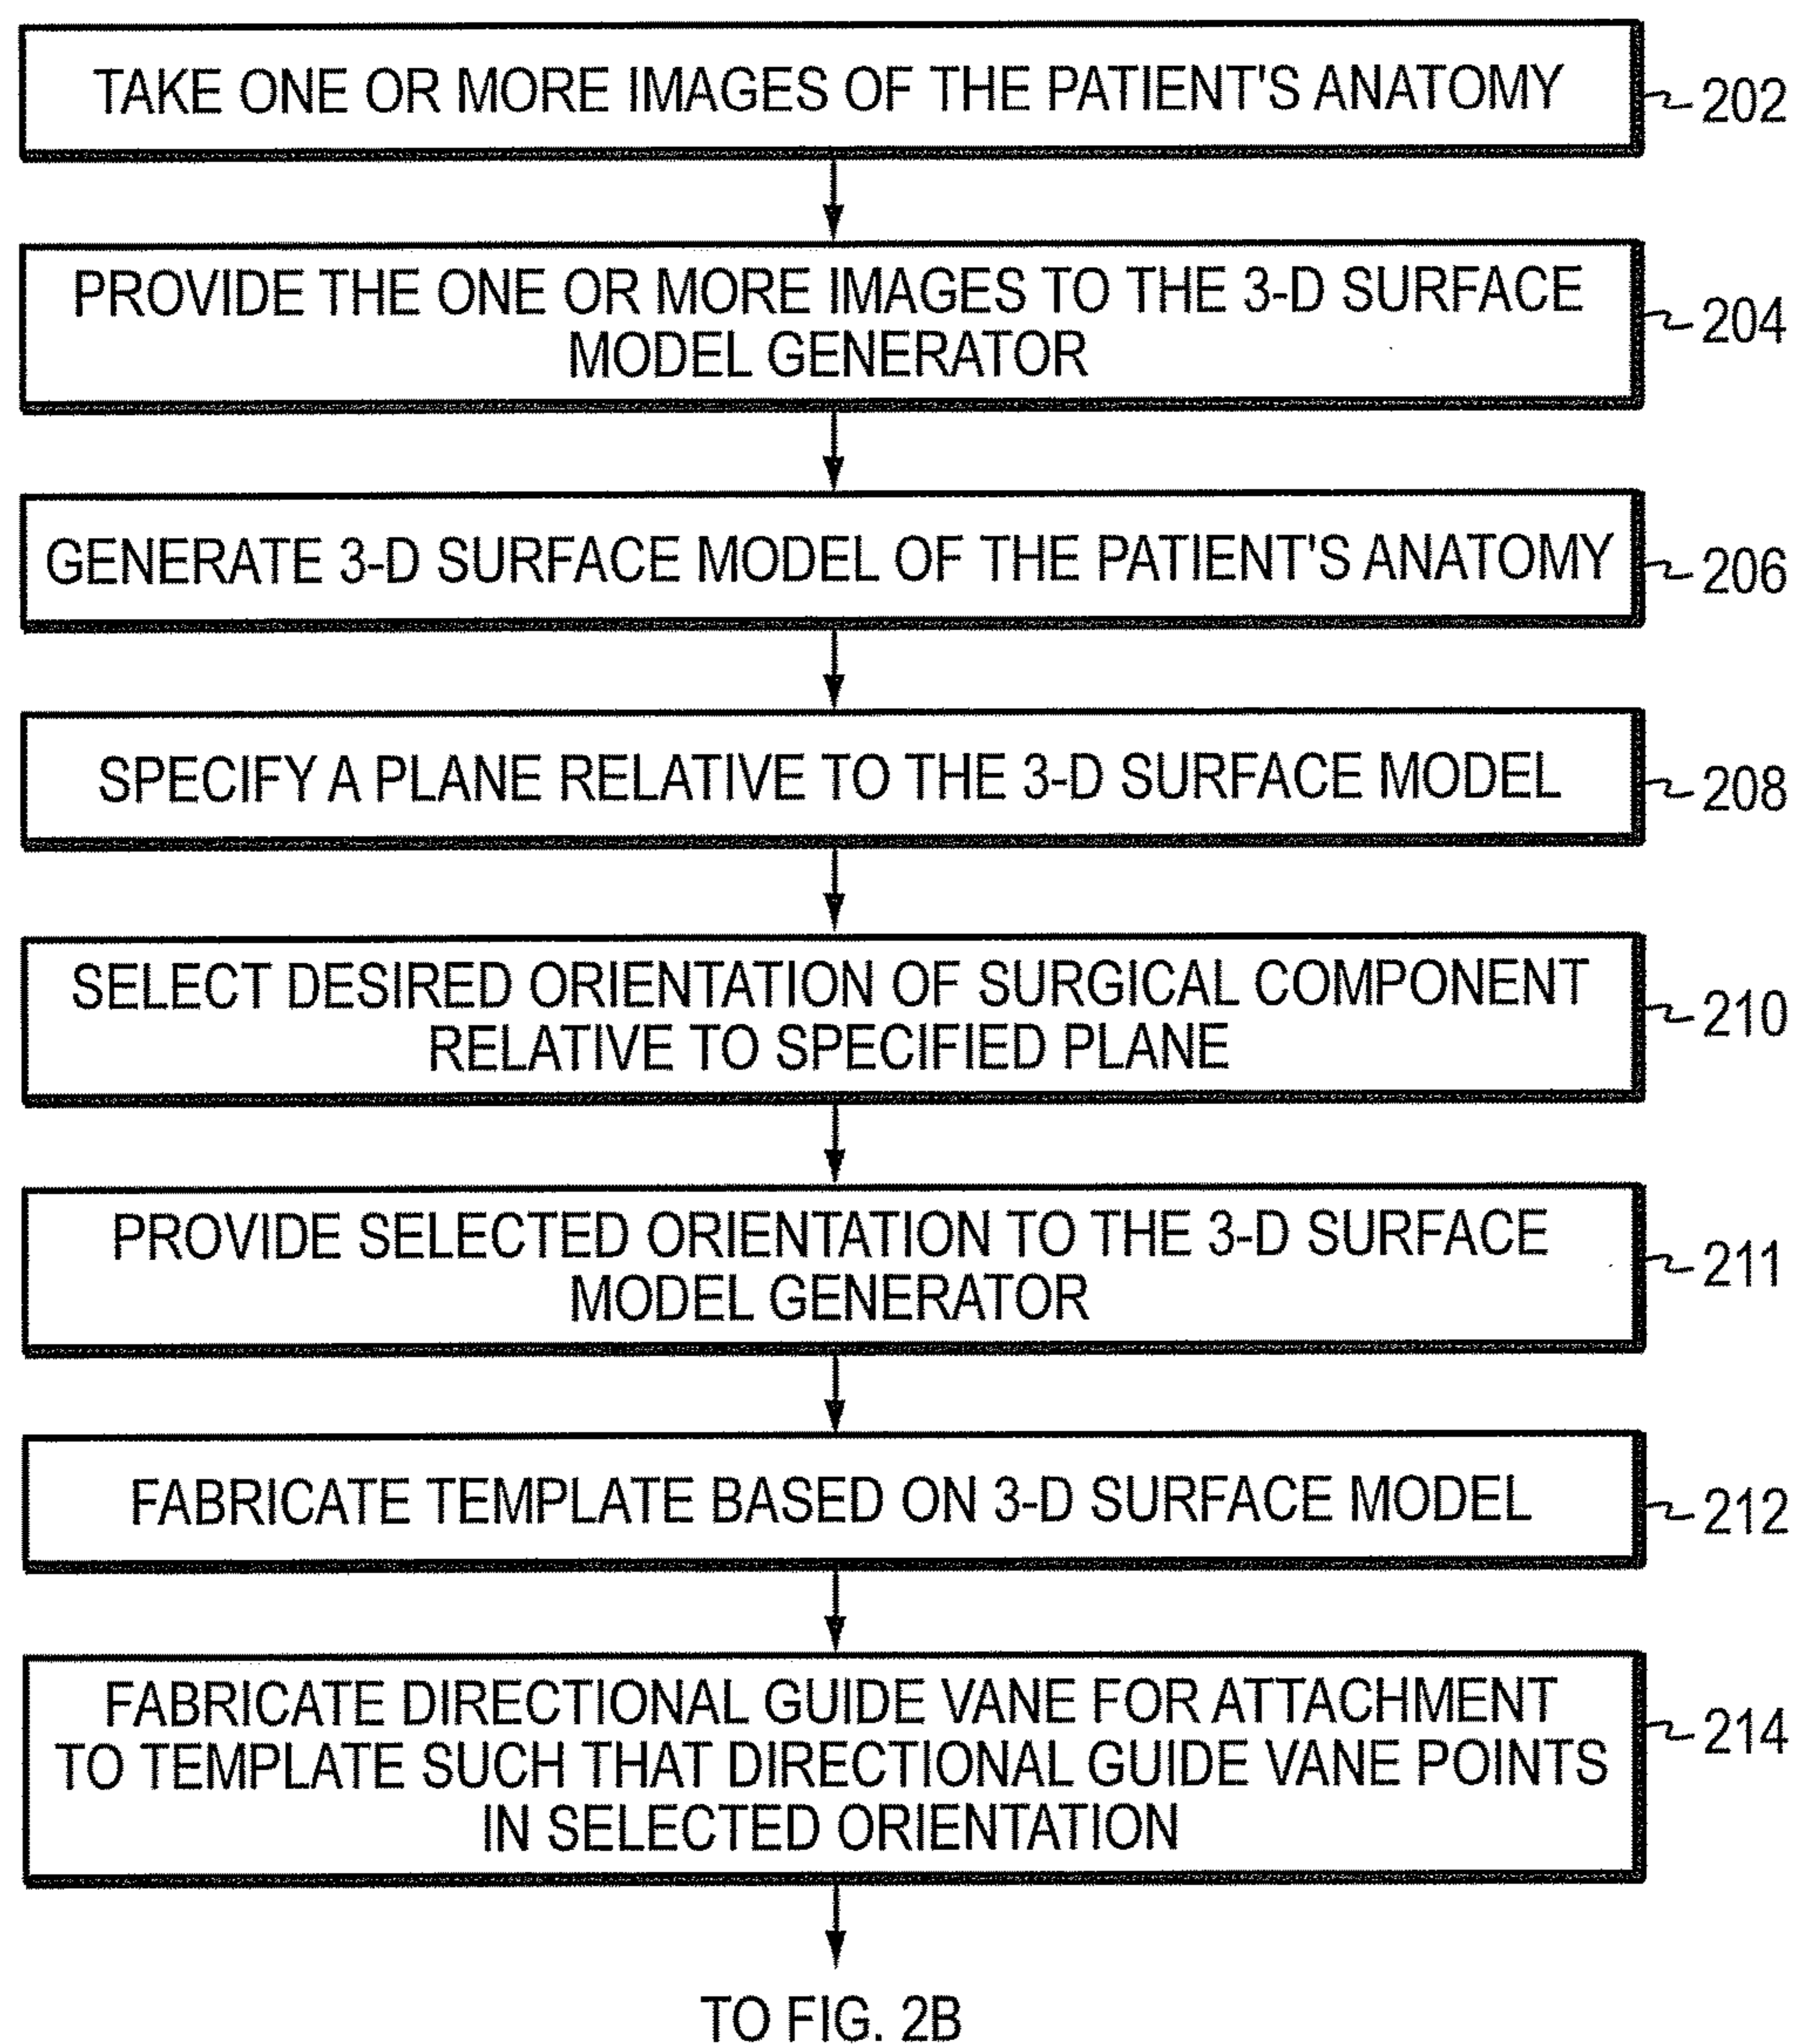 TAKE ONE OR MORE IMAGES OF THE PATIENT'S ANATOMY
202
PROVIDE THE ONE OR MORE IMAGES TO THE 3-D SURFACE
MODEL GENERATOR
204
GENERATE 3-D SURFACE MODEL OF THE PATIENT'S ANATOMY
206
SPECIFY A PLANE RELATIVE TO THE 3-D SURFACE MODEL
208
SELECT DESIRED ORIENTATION OF SURGICAL COMPONENT
RELATIVE TO SPECIFIED PLANE
210
PROVIDE SELECTED ORIENTATION TO THE 3-D SURFACE
MODEL GENERATOR
211
FABRICATE TEMPLATE BASED ON 3-D SURFACE MODEL
212
FABRICATE DIRECTIONAL GUIDE VANE FOR ATTACHMENT
TO TEMPLATE SUCH THAT DIRECTIONAL GUIDE VANE POINTS
IN SELECTED ORIENTATION
214
TO FIG. 2B